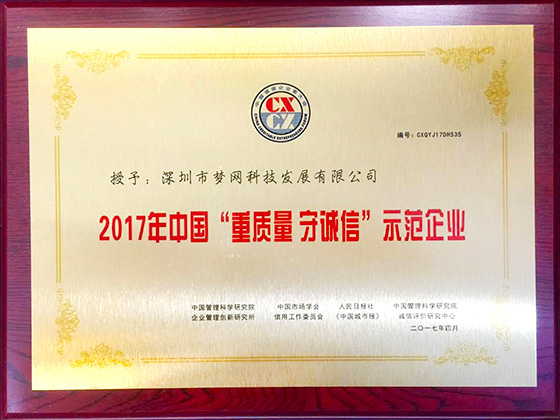 CX
CZ
编号：CXQYJ17DH535
授予：深圳市梦网科技发展有限公司
2017年中国“重质量 守诚信”示范企业
中国管理科学研究院 中国市场学会 人民日报社 中国管理科学研究院
企业管理创新研究所 信用工作委员会 《中国城市报》 诚信评价研究中心
二〇一七年四月